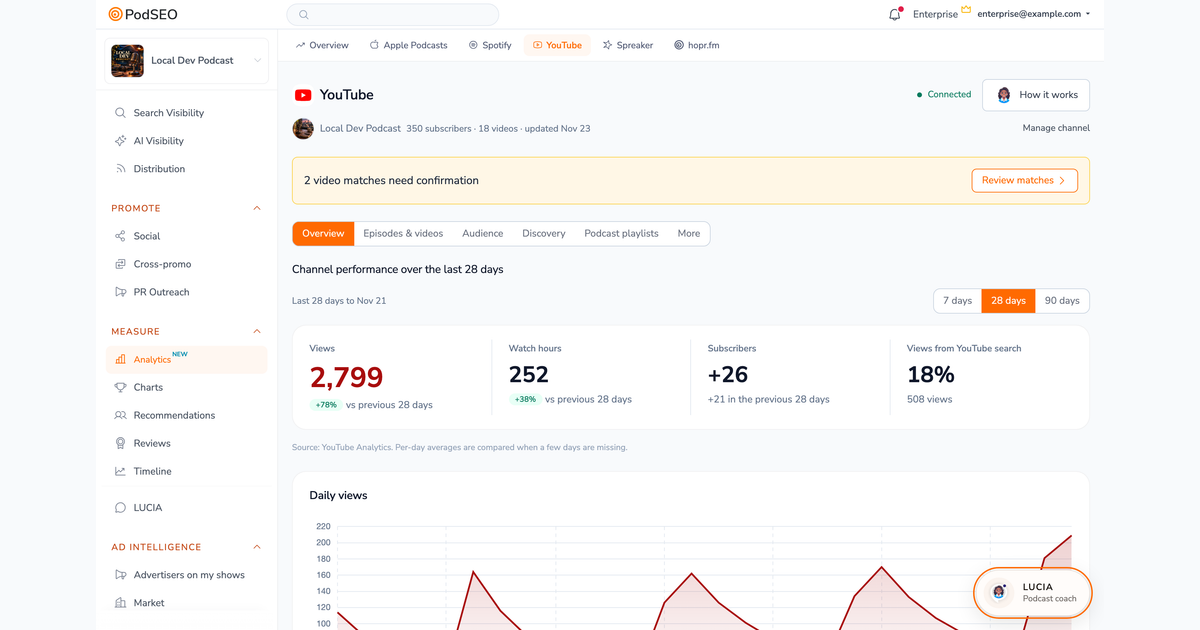 PodSEO
Enterprise
enterprise@example.com
Local Dev Podcast
Overview
Apple Podcasts
Spotify
YouTube
Spreaker
hopr.fm
Search Visibility
AI Visibility
Distribution
PROMOTE
Social
Cross-promo
PR Outreach
MEASURE
Analytics NEW
Charts
Recommendations
Reviews
Timeline
LUCIA
AD INTELLIGENCE
Advertisers on my shows
Market
YouTube
Connected
How it works
Local Dev Podcast 350 subscribers · 18 videos · updated Nov 23
Manage channel
2 video matches need confirmation
Review matches
Overview
Episodes & videos
Audience
Discovery
Podcast playlists
More
Channel performance over the last 28 days
Last 28 days to Nov 21
7 days
28 days
90 days
Views
2,799
+78% vs previous 28 days
Watch hours
252
+38% vs previous 28 days
Subscribers
+26
+21 in the previous 28 days
Views from YouTube search
18%
508 views
Source: YouTube Analytics. Per-day averages are compared when a few days are missing.
Daily views
220
200
180
160
140
120
100
LUCIA
Podcast coach